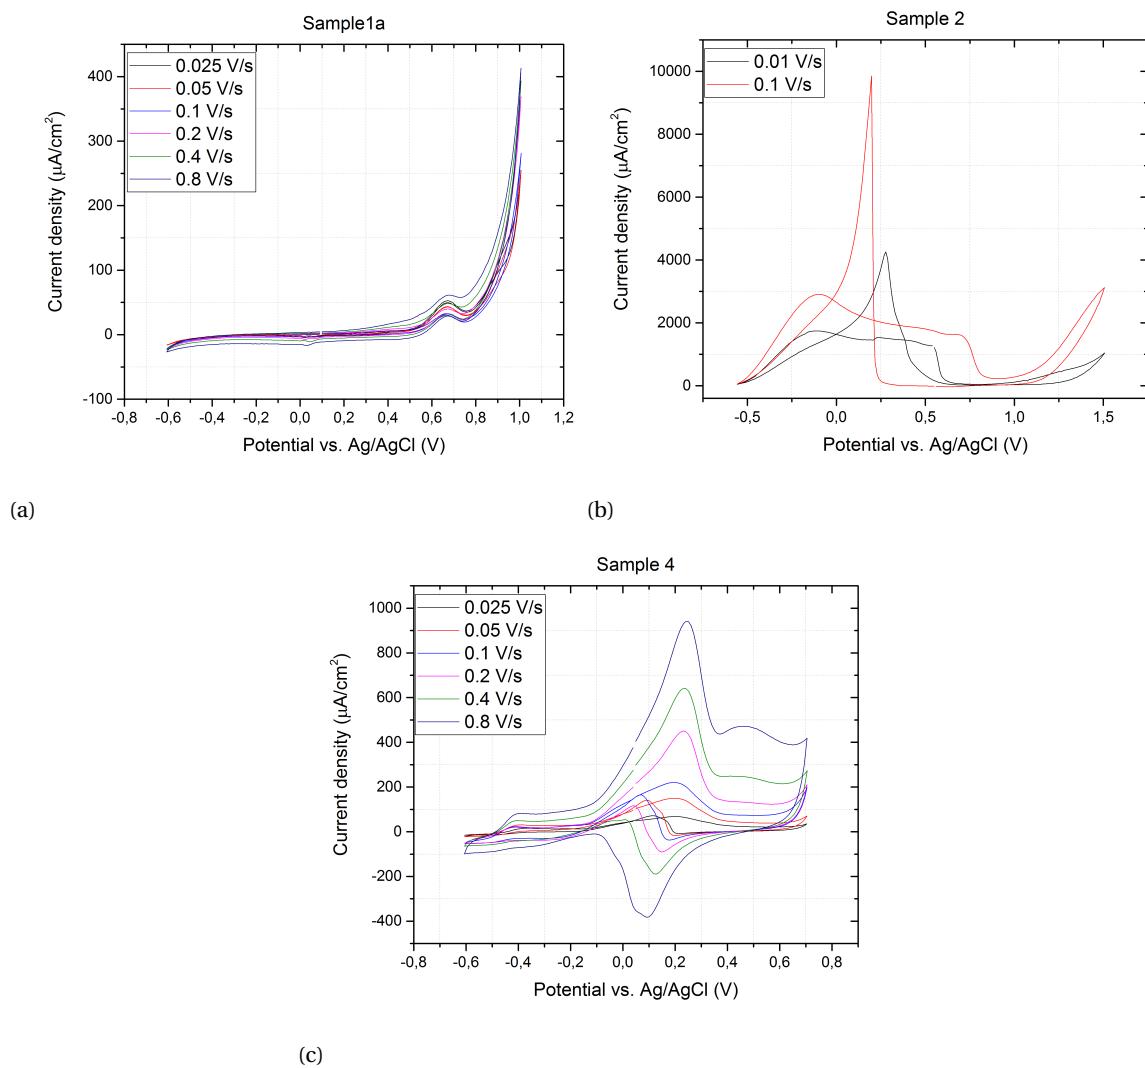 Sample1a
0.025 V/s
0.05 V/s
0.1 V/s
0.2 V/s
0.4 V/s
0.8 V/s
400
300
200
100
0
-100
-0,8 -0,6 -0,4 -0,2 0,0 0,2 0,4 0,6 0,8 1,0 1,2
Current density (µA/cm²)
Potential vs. Ag/AgCl (V)
(a)
Sample 2
0.01 V/s
0.1 V/s
10000
8000
6000
4000
2000
0
-0,5 0,0 0,5 1,0 1,5
Current density (µA/cm²)
Potential vs. Ag/AgCl (V)
(b)
Sample 4
0.025 V/s
0.05 V/s
0.1 V/s
0.2 V/s
0.4 V/s
0.8 V/s
1000
800
600
400
200
0
-200
-400
-0,8 -0,6 -0,4 -0,2 0,0 0,2 0,4 0,6 0,8
Current density (µA/cm²)
Potential vs. Ag/AgCl (V)
(c)